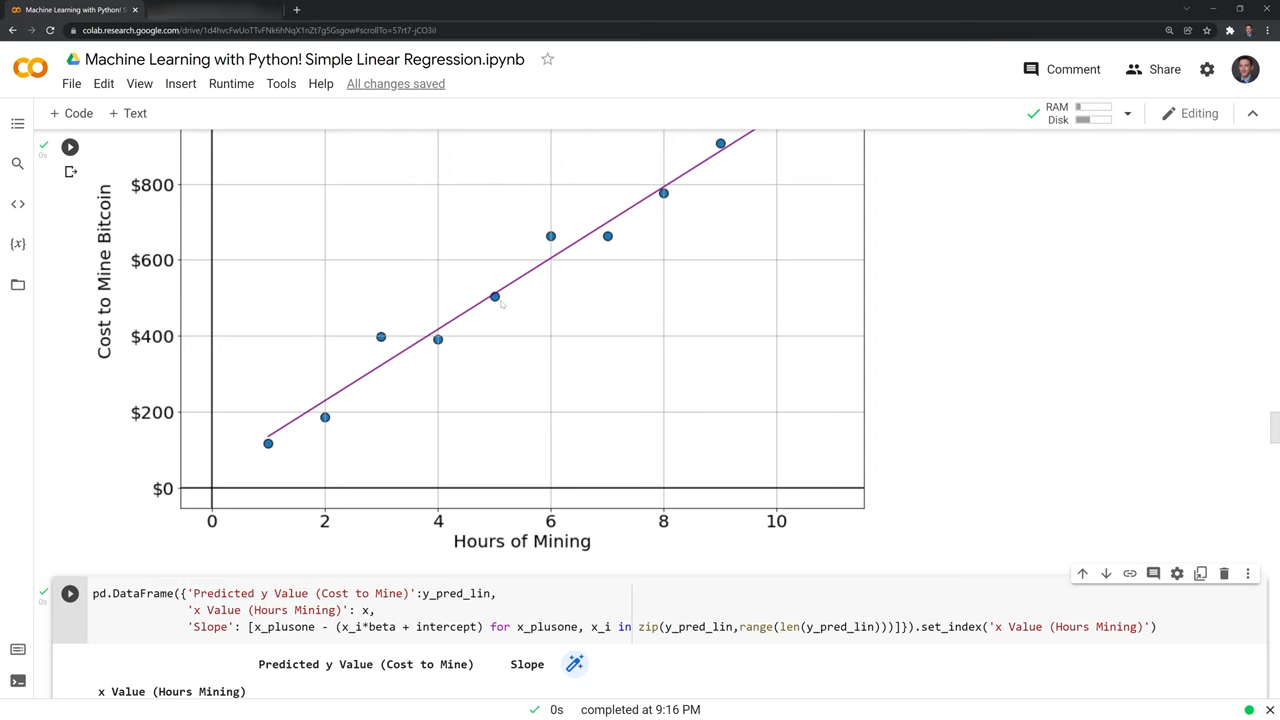 Machine Learning with Python! Si
colab.research.google.com/drive/1d4hvcFwUoTTvFNk6hNqX1nZt7g5Gsgow#scrollTo=57rt7-jCO3iI
Machine Learning with Python! Simple Linear Regression.ipynb
Comment
Share
File Edit View Insert Runtime Tools Help All changes saved
+ Code + Text
RAM
Disk
Editing
0s
Cost to Mine Bitcoin
$800
$600
$400
$200
$0
0 2 4 6 8 10
Hours of Mining
0s
pd.DataFrame({'Predicted y Value (Cost to Mine)':y_pred_lin,
'x Value (Hours Mining)': x,
'Slope': [x_plusone - (x_i*beta + intercept) for x_plusone, x_i in zip(y_pred_lin,range(len(y_pred_lin)))]}).set_index('x Value (Hours Mining)')
Predicted y Value (Cost to Mine) Slope
x Value (Hours Mining)
0s completed at 9:16 PM